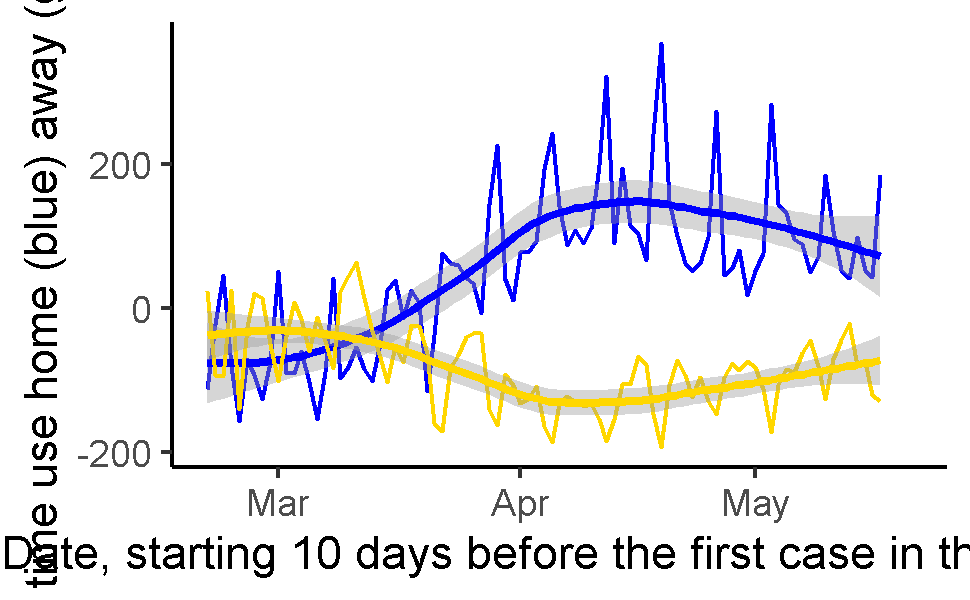 time use home (blue) away (
200
0
-200
Mar Apr May
Date, starting 10 days before the first case in th